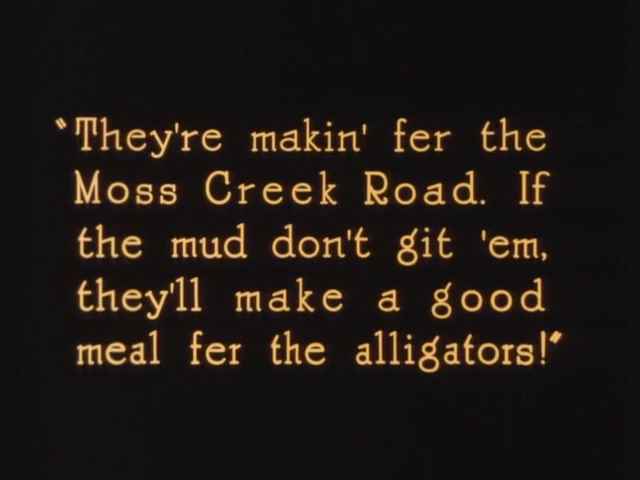 "They're makin' fer the
Moss Creek Road. If
the mud don't git 'em,
they'll make a good
meal fer the alligators!"